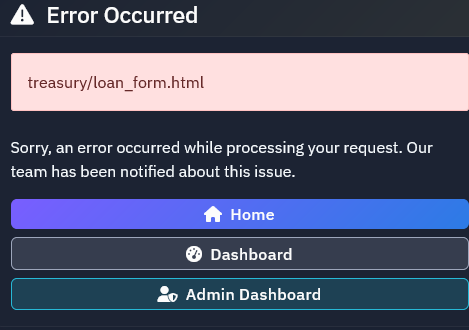 Error Occurred
treasury/loan_form.html
Sorry, an error occurred while processing your request. Our
team has been notified about this issue.
Home
Dashboard
Admin Dashboard